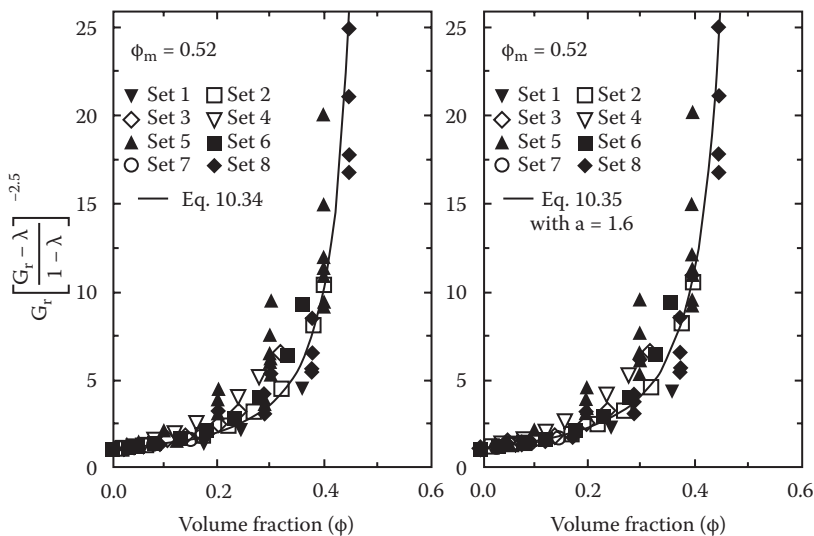 G_r [ (G_r − λ) / (1 − λ) ]^−2.5
25
20
15
10
5
0
ϕ_m = 0.52
Set 1 Set 2
Set 3 Set 4
Set 5 Set 6
Set 7 Set 8
Eq. 10.34
0.0 0.2 0.4 0.6
Volume fraction (ϕ)
25
20
15
10
5
0
ϕ_m = 0.52
Set 1 Set 2
Set 3 Set 4
Set 5 Set 6
Set 7 Set 8
Eq. 10.35
with a = 1.6
0.0 0.2 0.4 0.6
Volume fraction (ϕ)